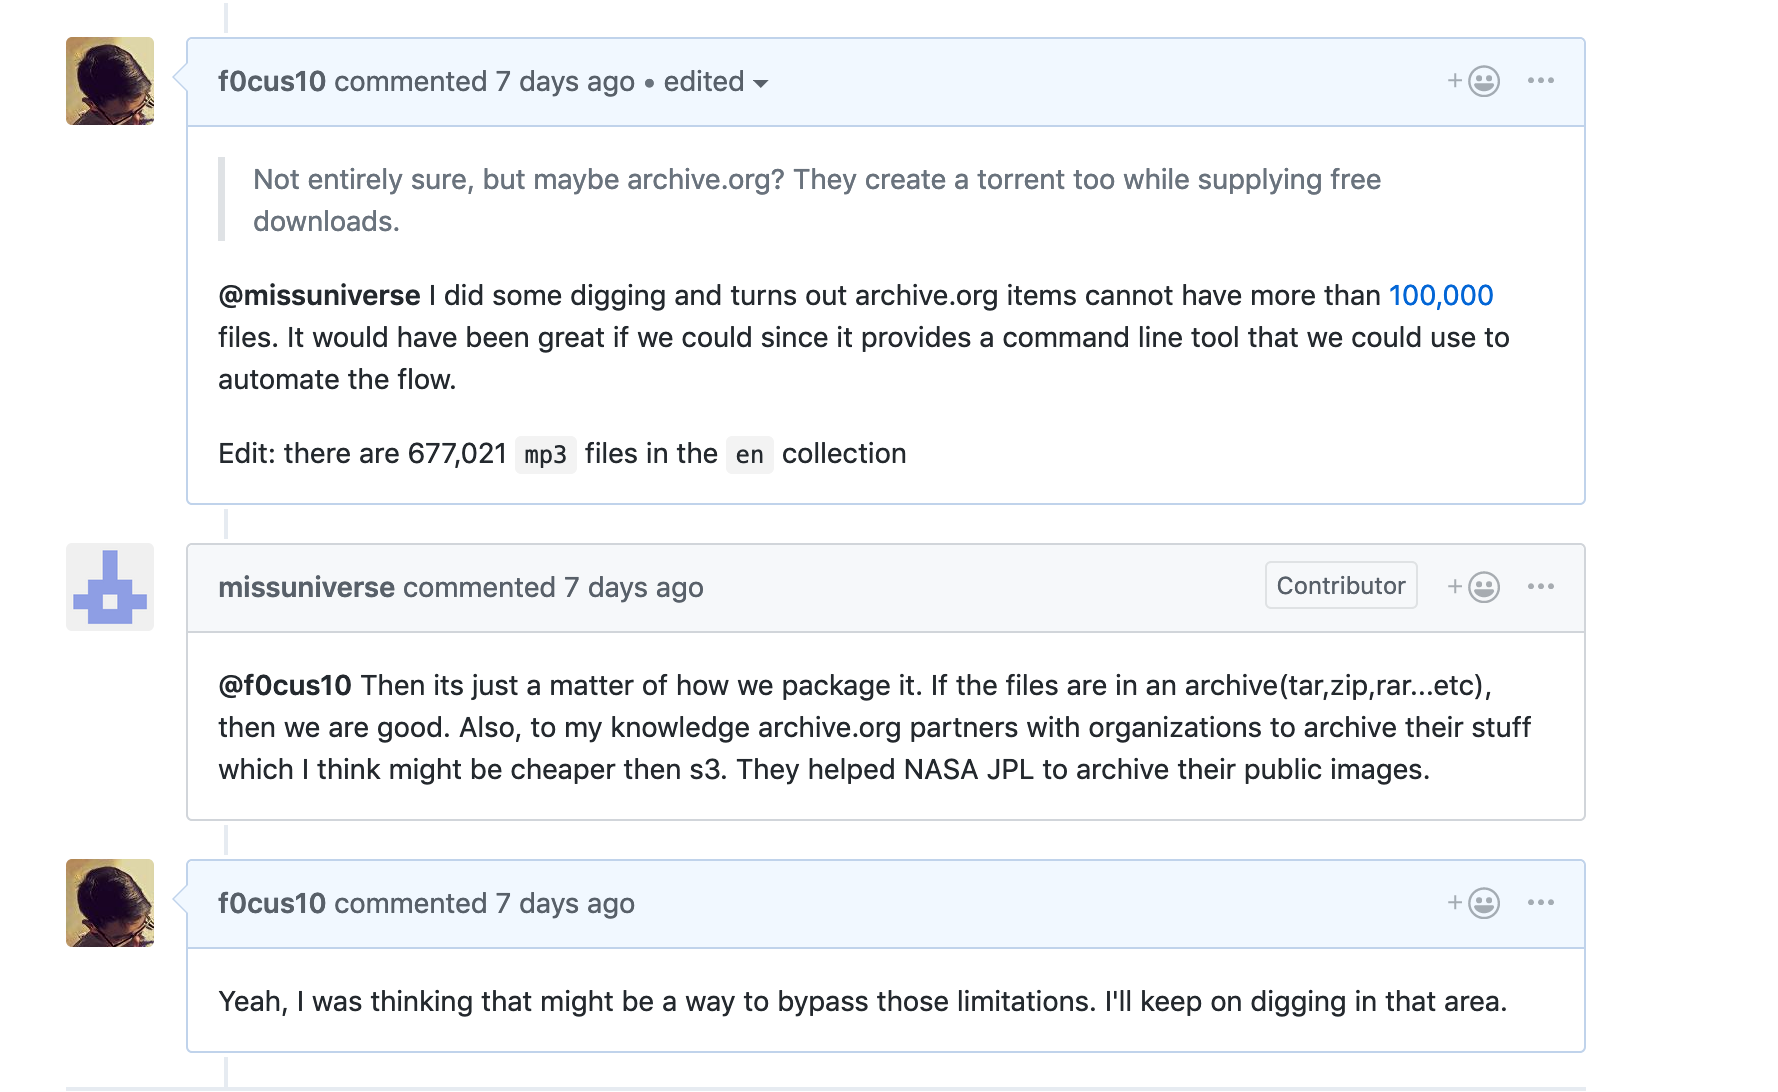 f0cus10 commented 7 days ago • edited
Not entirely sure, but maybe archive.org? They create a torrent too while supplying free
downloads.
@missuniverse I did some digging and turns out archive.org items cannot have more than 100,000
files. It would have been great if we could since it provides a command line tool that we could use to
automate the flow.
Edit: there are 677,021 mp3 files in the en collection
missuniverse commented 7 days ago Contributor
@f0cus10 Then its just a matter of how we package it. If the files are in an archive(tar,zip,rar...etc),
then we are good. Also, to my knowledge archive.org partners with organizations to archive their stuff
which I think might be cheaper then s3. They helped NASA JPL to archive their public images.
f0cus10 commented 7 days ago
Yeah, I was thinking that might be a way to bypass those limitations. I'll keep on digging in that area.